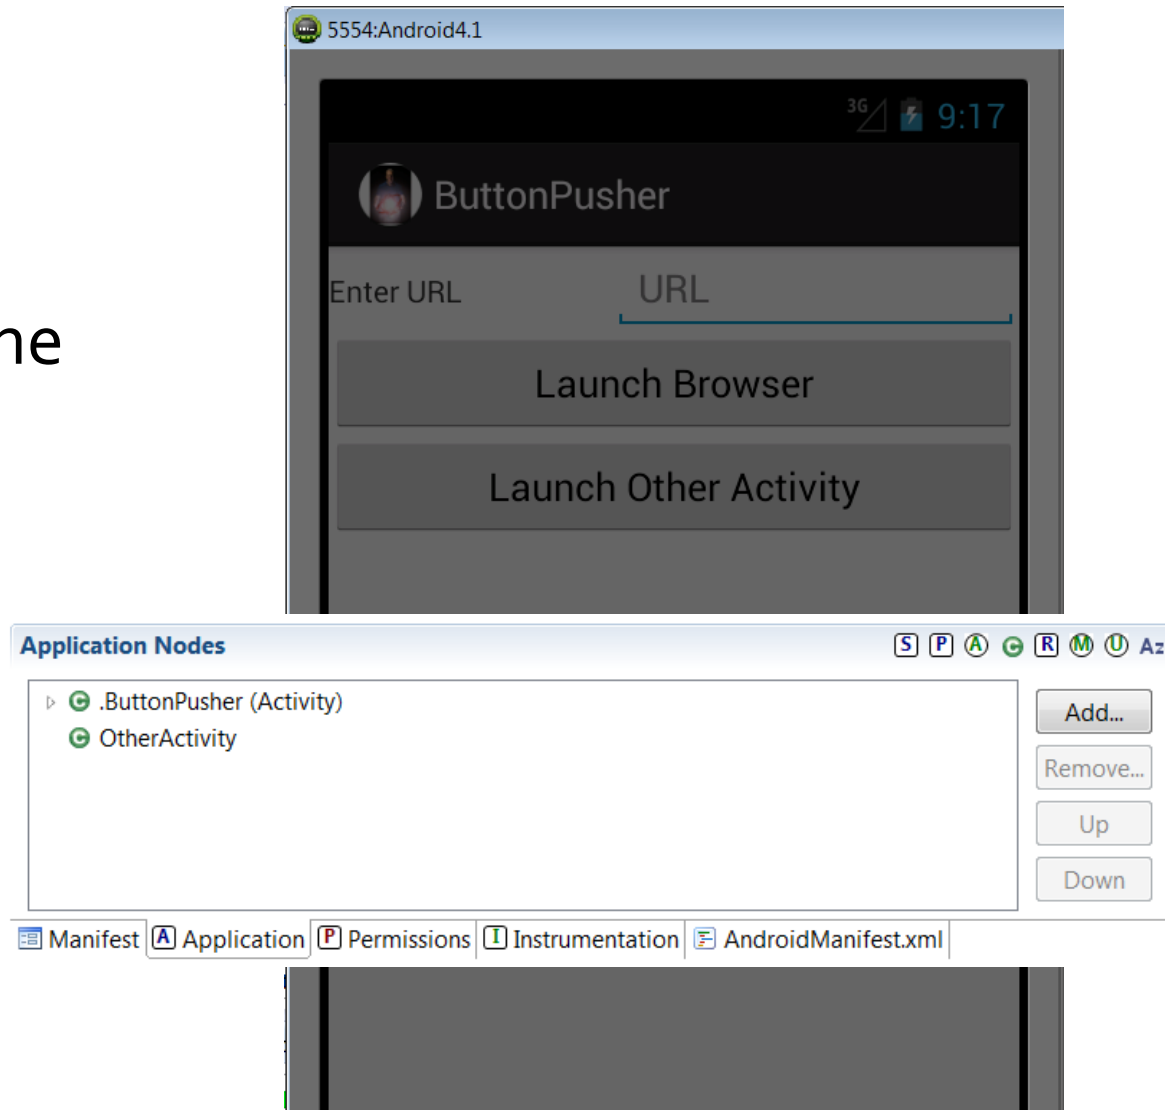 5554:Android4.1
3G 9:17
ButtonPusher
Enter URL URL
ne
Launch Browser
Launch Other Activity
Application Nodes S P A C R M U Az
C .ButtonPusher (Activity) Add...
C OtherActivity
Remove...
Up
Down
Manifest A Application P Permissions I Instrumentation AndroidManifest.xml